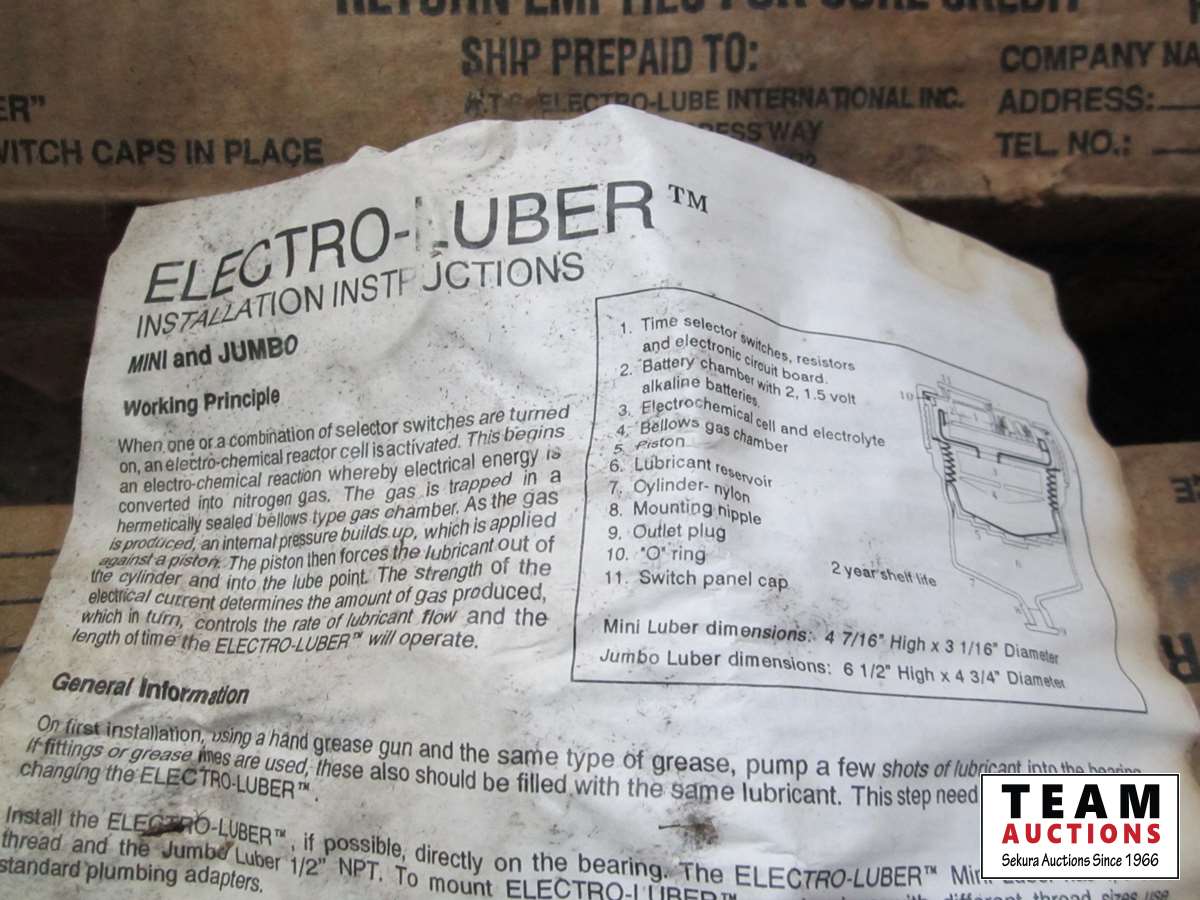 RETURN EMPTIES FOR CORE CREDIT
SHIP PREPAID TO:
COMPANY NA
A.T.S. ELECTRO-LUBE INTERNATIONAL INC.
ADDRESS:
ER"
ESS WAY
WITCH CAPS IN PLACE
TEL. NO.:
ELECTRO-LUBER™
INSTALLATION INSTRUCTIONS
MINI and JUMBO
Working Principle
When one or a combination of selector switches are turned
on, an electro-chemical reactor cell is activated. This begins
an electro-chemical reaction whereby electrical energy is
converted into nitrogen gas. The gas is trapped in a
hermetically sealed bellows type gas chamber. As the gas
is produced, an internal pressure builds up, which is applied
against a piston. The piston then forces the lubricant out of
the cylinder and into the lube point. The strength of the
electrical current determines the amount of gas produced,
which in turn, controls the rate of lubricant flow and the
length of time the ELECTRO-LUBER™ will operate.
1. Time selector switches, resistors
and electronic circuit board.
2. Battery chamber with 2, 1.5 volt
alkaline batteries.
3. Electrochemical cell and electrolyte
4. Bellows gas chamber
5. Piston
6. Lubricant reservoir
7. Cylinder- nylon
8. Mounting nipple
9. Outlet plug
10. "O" ring
11. Switch panel cap
2 year shelf life
Mini Luber dimensions: 4 7/16" High x 3 1/16" Diameter
Jumbo Luber dimensions: 6 1/2" High x 4 3/4" Diameter
General Information
On first installation, using a hand grease gun and the same type of grease, pump a few shots of lubricant into the bearing.
If fittings or grease lines are used, these also should be filled with the same lubricant. This step need
changing the ELECTRO-LUBER™.
Install the ELECTRO-LUBER™, if possible, directly on the bearing. The ELECTRO-LUBER™ Mini
thread and the Jumbo Luber 1/2" NPT. To mount ELECTRO-LUBER™ with different thread sizes use
standard plumbing adapters.
TEAM
AUCTIONS
Sekura Auctions Since 1966